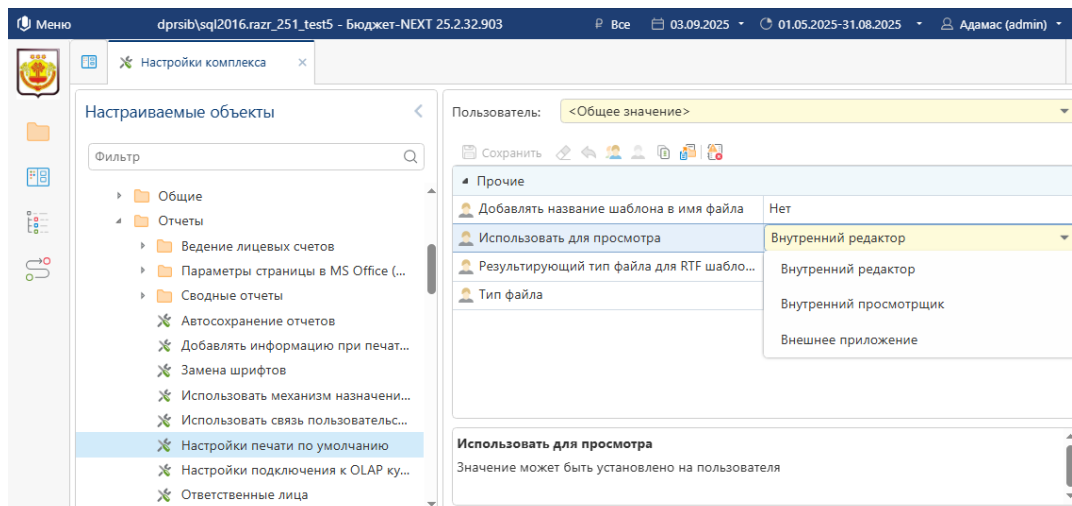 Меню
dprsib\sql2016.razr_251_test5 - Бюджет-NEXT 25.2.32.903
₽ Все
03.09.2025
01.05.2025-31.08.2025
Адамас (admin)
Настройки комплекса ×
Настраиваемые объекты
Фильтр
Общие
Отчеты
Ведение лицевых счетов
Параметры страницы в MS Office (...
Сводные отчеты
Автосохранение отчетов
Добавлять информацию при печат...
Замена шрифтов
Использовать механизм назначени...
Использовать связь пользовательс...
Настройки печати по умолчанию
Настройки подключения к OLAP ку...
Ответственные лица
Пользователь: <Общее значение>
Сохранить
Прочие
Добавлять название шаблона в имя файла Нет
Использовать для просмотра Внутренний редактор
Результирующий тип файла для RTF шабло...
Тип файла
Внутренний редактор
Внутренний просмотрщик
Внешнее приложение
Использовать для просмотра
Значение может быть установлено на пользователя